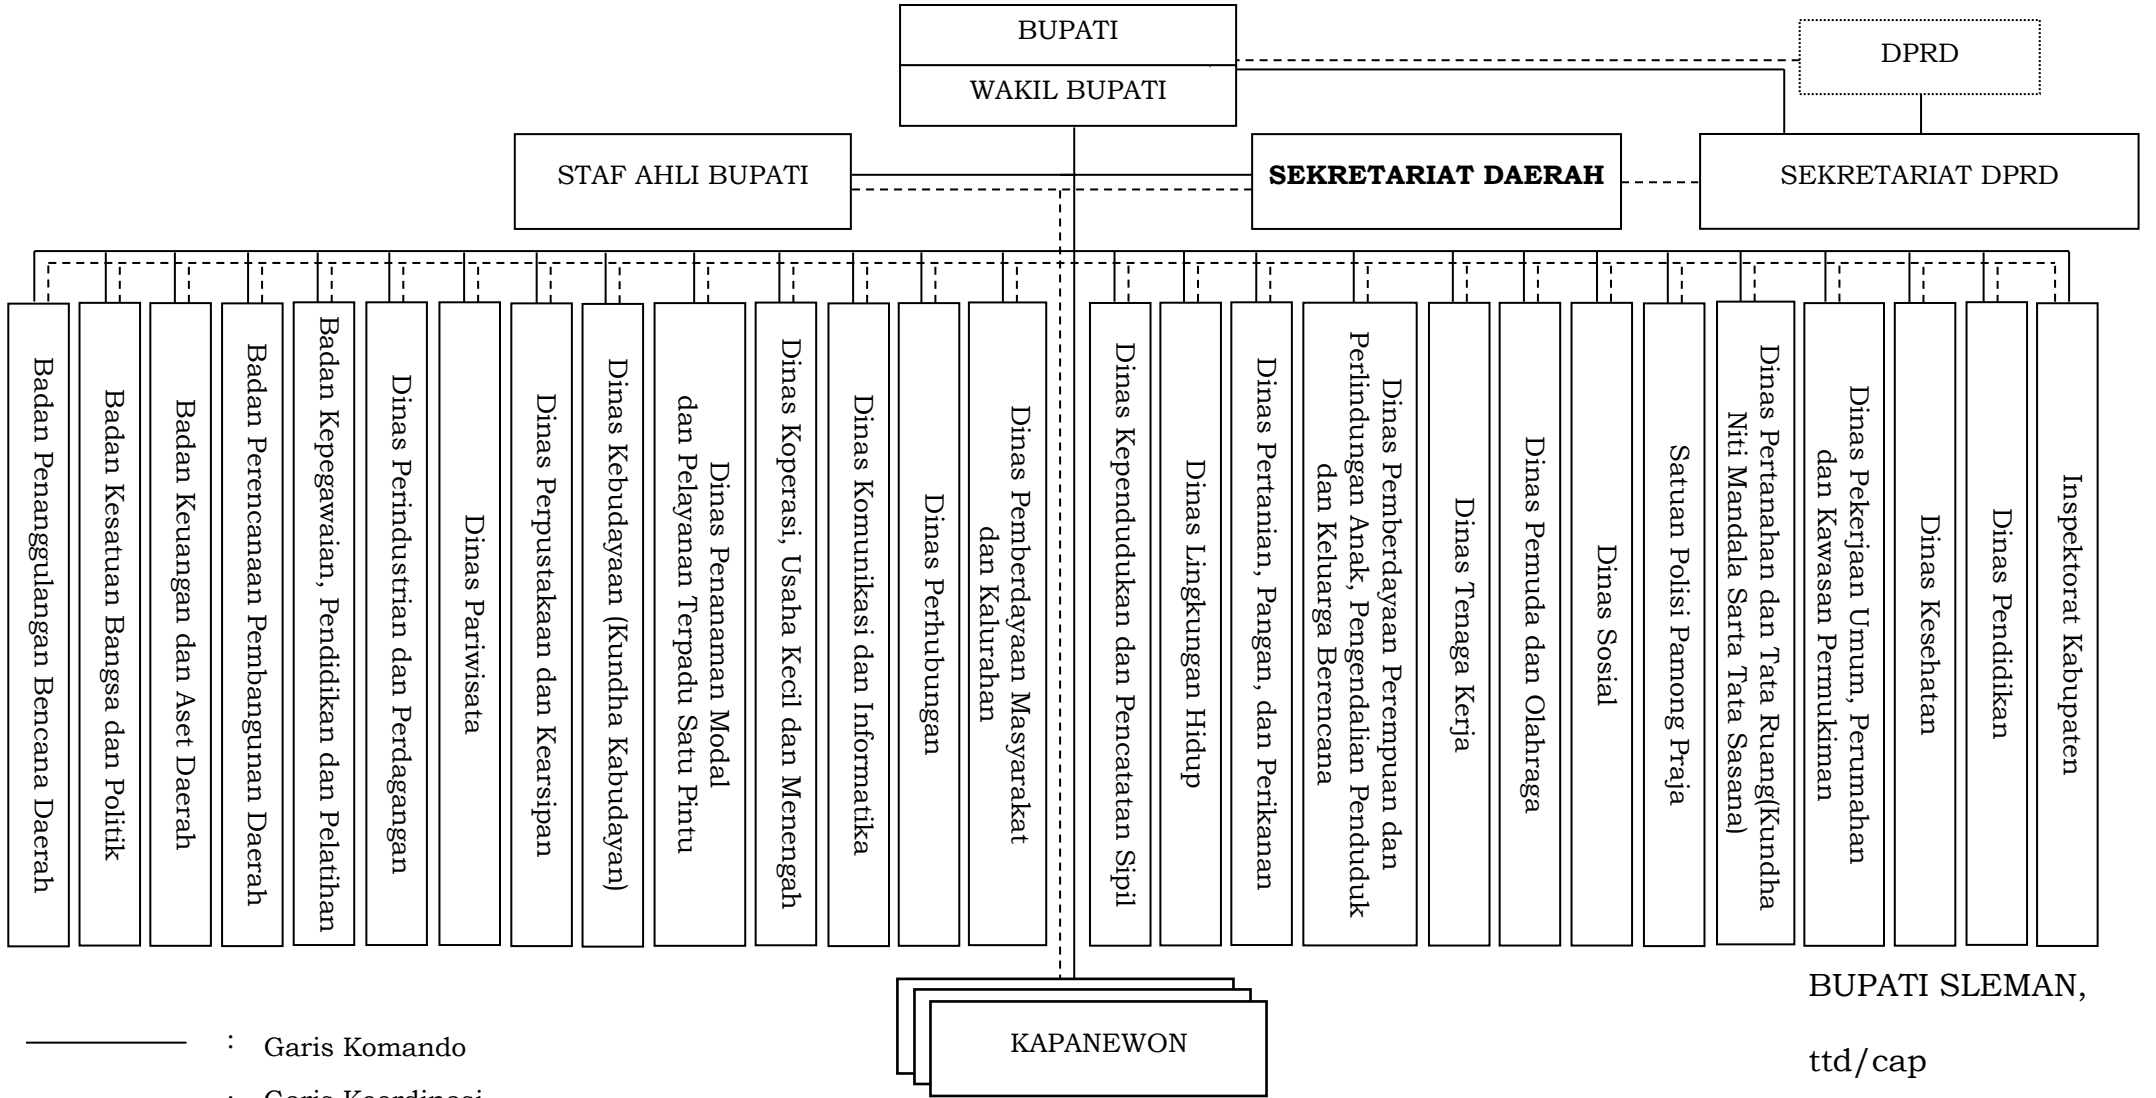 BUPATI
WAKIL BUPATI
DPRD
STAF AHLI BUPATI
SEKRETARIAT DAERAH
SEKRETARIAT DPRD
Badan Penanggulangan Bencana Daerah
Badan Kesatuan Bangsa dan Politik
Badan Keuangan dan Aset Daerah
Badan Perencanaan Pembangunan Daerah
Badan Kepegawaian, Pendidikan dan Pelatihan
Dinas Perindustrian dan Perdagangan
Dinas Pariwisata
Dinas Perpustakaan dan Kearsipan
Dinas Kebudayaan (Kundha Kabudayan)
Dinas Penanaman Modal
dan Pelayanan Terpadu Satu Pintu
Dinas Koperasi, Usaha Kecil dan Menengah
Dinas Komunikasi dan Informatika
Dinas Perhubungan
Dinas Pemberdayaan Masyarakat
dan Kalurahan
Dinas Kependudukan dan Pencatatan Sipil
Dinas Lingkungan Hidup
Dinas Pertanian, Pangan, dan Perikanan
Dinas Pemberdayaan Perempuan dan
Perlindungan Anak, Pengendalian Penduduk
dan Keluarga Berencana
Dinas Tenaga Kerja
Dinas Pemuda dan Olahraga
Dinas Sosial
Satuan Polisi Pamong Praja
Dinas Pertanahan dan Tata Ruang(Kundha
Niti Mandala Sarta Tata Sasana)
Dinas Pekerjaan Umum, Perumahan
dan Kawasan Permukiman
Dinas Kesehatan
Dinas Pendidikan
Inspektorat Kabupaten
KAPANEWON
: Garis Komando
: Garis Koordinasi
BUPATI SLEMAN,
ttd/cap